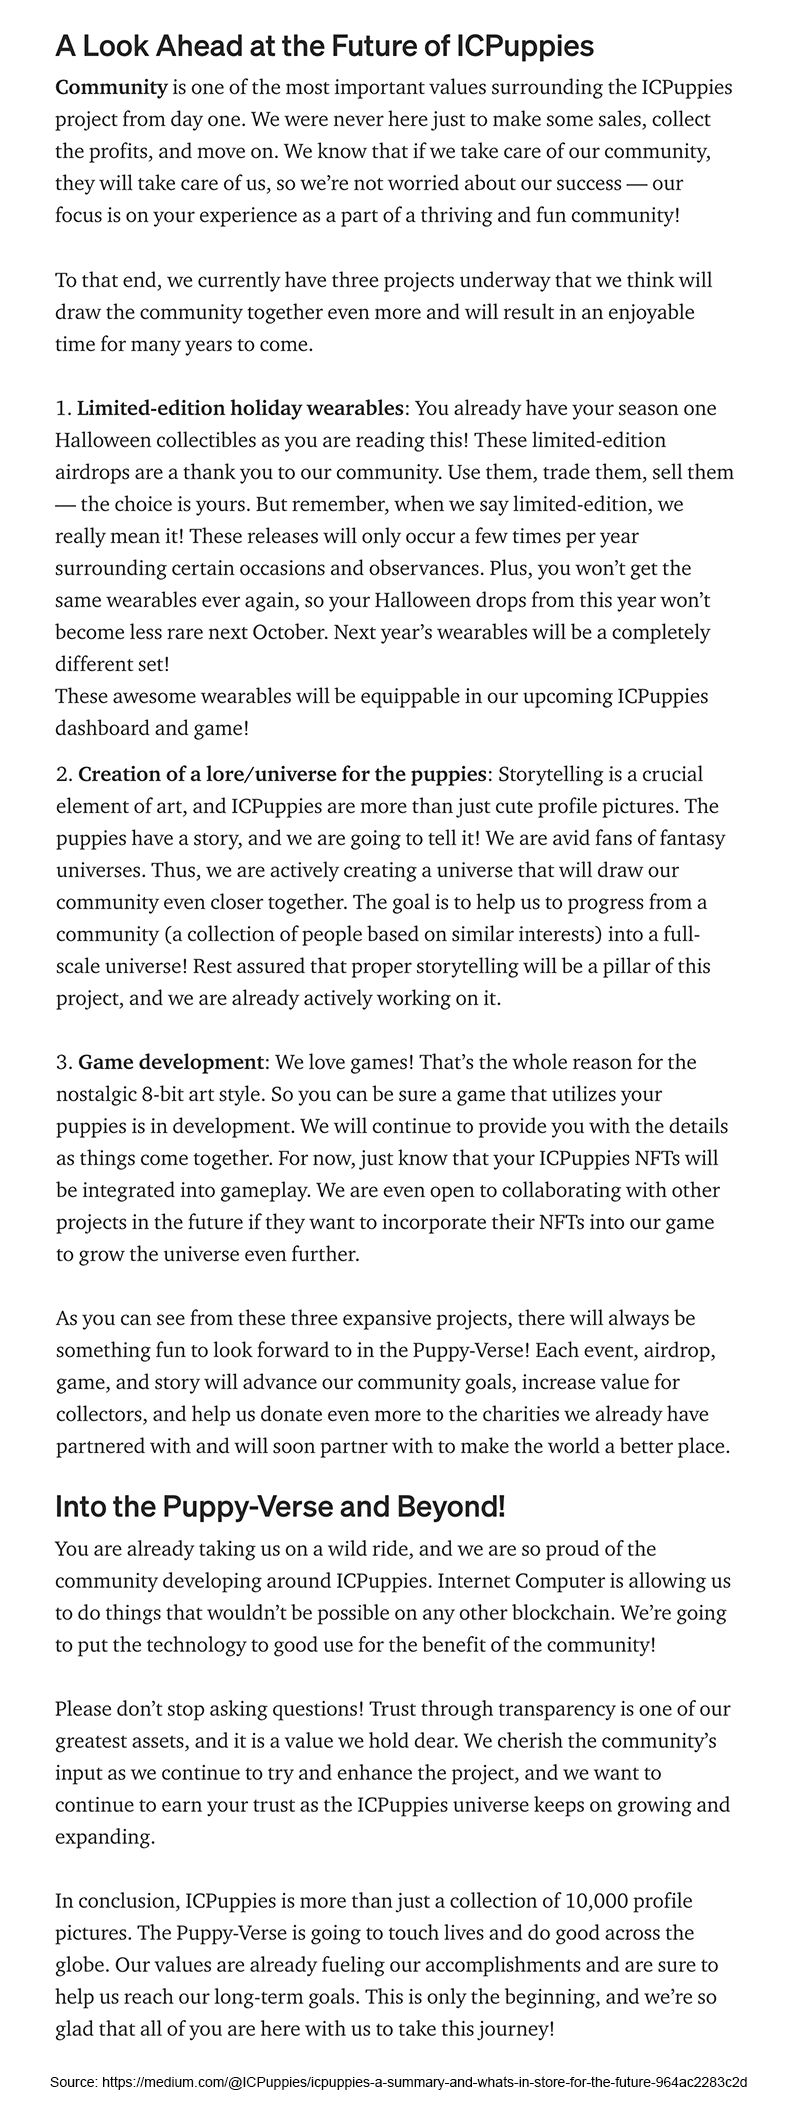 A Look Ahead at the Future of ICPuppies
Community is one of the most important values surrounding the ICPuppies
project from day one. We were never here just to make some sales, collect
the profits, and move on. We know that if we take care of our community,
they will take care of us, so we’re not worried about our success — our
focus is on your experience as a part of a thriving and fun community!
To that end, we currently have three projects underway that we think will
draw the community together even more and will result in an enjoyable
time for many years to come.
1. Limited-edition holiday wearables: You already have your season one
Halloween collectibles as you are reading this! These limited-edition
airdrops are a thank you to our community. Use them, trade them, sell them
— the choice is yours. But remember, when we say limited-edition, we
really mean it! These releases will only occur a few times per year
surrounding certain occasions and observances. Plus, you won’t get the
same wearables ever again, so your Halloween drops from this year won’t
become less rare next October. Next year’s wearables will be a completely
different set!
These awesome wearables will be equippable in our upcoming ICPuppies
dashboard and game!
2. Creation of a lore/universe for the puppies: Storytelling is a crucial
element of art, and ICPuppies are more than just cute profile pictures. The
puppies have a story, and we are going to tell it! We are avid fans of fantasy
universes. Thus, we are actively creating a universe that will draw our
community even closer together. The goal is to help us to progress from a
community (a collection of people based on similar interests) into a full-
scale universe! Rest assured that proper storytelling will be a pillar of this
project, and we are already actively working on it.
3. Game development: We love games! That’s the whole reason for the
nostalgic 8-bit art style. So you can be sure a game that utilizes your
puppies is in development. We will continue to provide you with the details
as things come together. For now, just know that your ICPuppies NFTs will
be integrated into gameplay. We are even open to collaborating with other
projects in the future if they want to incorporate their NFTs into our game
to grow the universe even further.
As you can see from these three expansive projects, there will always be
something fun to look forward to in the Puppy-Verse! Each event, airdrop,
game, and story will advance our community goals, increase value for
collectors, and help us donate even more to the charities we already have
partnered with and will soon partner with to make the world a better place.
Into the Puppy-Verse and Beyond!
You are already taking us on a wild ride, and we are so proud of the
community developing around ICPuppies. Internet Computer is allowing us
to do things that wouldn’t be possible on any other blockchain. We’re going
to put the technology to good use for the benefit of the community!
Please don’t stop asking questions! Trust through transparency is one of our
greatest assets, and it is a value we hold dear. We cherish the community’s
input as we continue to try and enhance the project, and we want to
continue to earn your trust as the ICPuppies universe keeps on growing and
expanding.
In conclusion, ICPuppies is more than just a collection of 10,000 profile
pictures. The Puppy-Verse is going to touch lives and do good across the
globe. Our values are already fueling our accomplishments and are sure to
help us reach our long-term goals. This is only the beginning, and we’re so
glad that all of you are here with us to take this journey!
Source: https://medium.com/@ICPuppies/icpuppies-a-summary-and-whats-in-store-for-the-future-964ac2283c2d